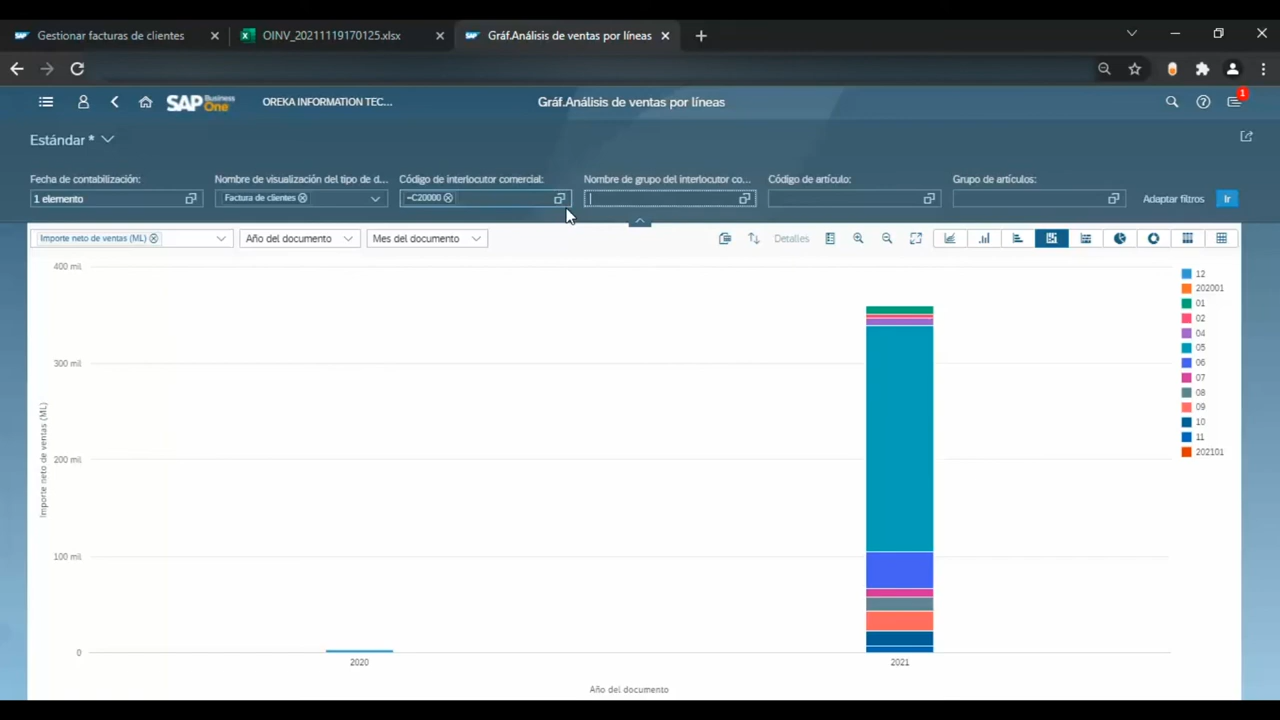 Gestionar facturas de clientes
OINV_20211119170125.xlsx
Gráf.Análisis de ventas por líneas
SAP Business One
OREKA INFORMATION TEC...
Gráf.Análisis de ventas por líneas
1
Estándar *
Fecha de contabilización:
Nombre de visualización del tipo de d...
Código de interlocutor comercial:
Nombre de grupo del interlocutor co...
Código de artículo:
Grupo de artículos:
1 elemento
Factura de clientes
=C20000
Adaptar filtros
Ir
Importe neto de ventas (ML)
Año del documento
Mes del documento
Detalles
400 mil
300 mil
200 mil
100 mil
0
Importe neto de ventas (ML)
2020
2021
Año del documento
12
202001
01
02
04
05
06
07
08
09
10
11
202101